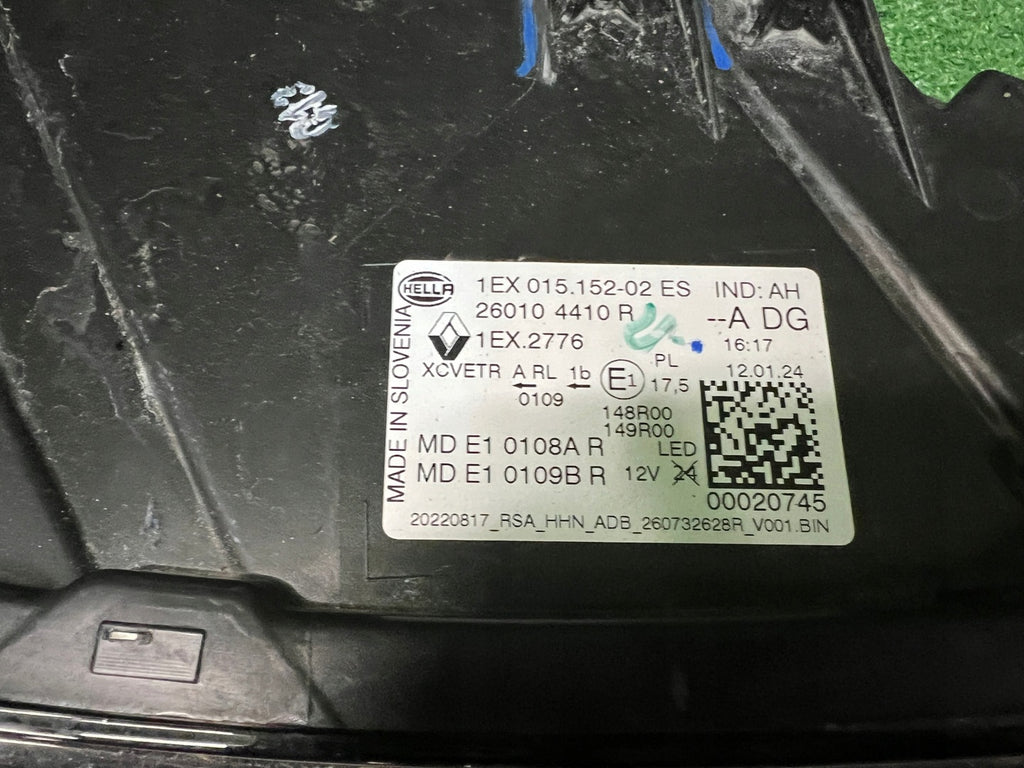 HELLA
1EX 015.152-02 ES IND: AH
26010 4410 R --A DG
1EX.2776 16:17
XCVETR A RL 1b E1 PL 12.01.24
← ← 17,5
0109
148R00
149R00
MD E1 0108A R LED
MD E1 0109B R 12V 24
00020745
20220817_RSA_HHN_ADB_260732628R_V001.BIN
MADE IN SLOVENIA